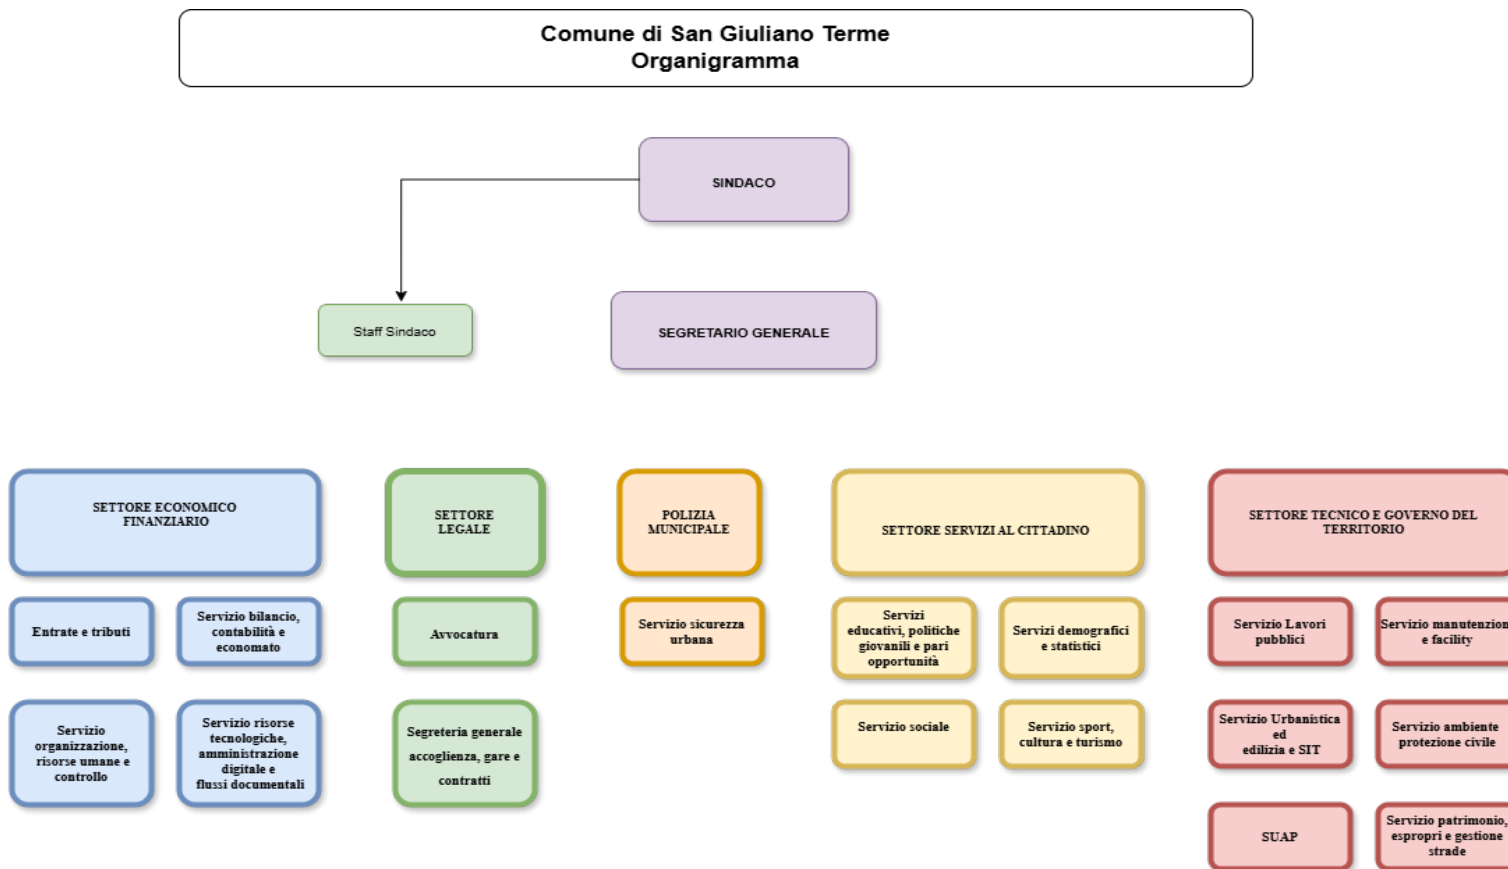 Comune di San Giuliano Terme
Organigramma
SINDACO
Staff Sindaco
SEGRETARIO GENERALE
SETTORE ECONOMICO
FINANZIARIO
SETTORE
LEGALE
POLIZIA
MUNICIPALE
SETTORE SERVIZI AL CITTADINO
SETTORE TECNICO E GOVERNO DEL
TERRITORIO
Entrate e tributi
Servizio bilancio,
contabilità e
economato
Avvocatura
Servizio sicurezza
urbana
Servizi
educativi, politiche
giovanili e pari
opportunità
Servizi demografici
e statistici
Servizio Lavori
pubblici
Servizio manutenzion
e facility
Servizio
organizzazione,
risorse umane e
controllo
Servizio risorse
tecnologiche,
amministrazione
digitale e
flussi documentali
Segreteria generale
accoglienza, gare e
contratti
Servizio sociale
Servizio sport,
cultura e turismo
Servizio Urbanistica
ed
edilizia e SIT
Servizio ambiente
protezione civile
SUAP
Servizio patrimonio,
espropri e gestione
strade